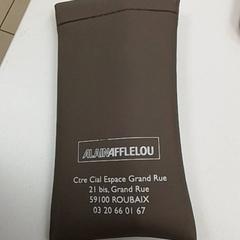 ALAIN AFFLELOU
Ctre Cial Espace Grand Rue
21 bis, Grand Rue
59100 ROUBAIX
03 20 66 01 67